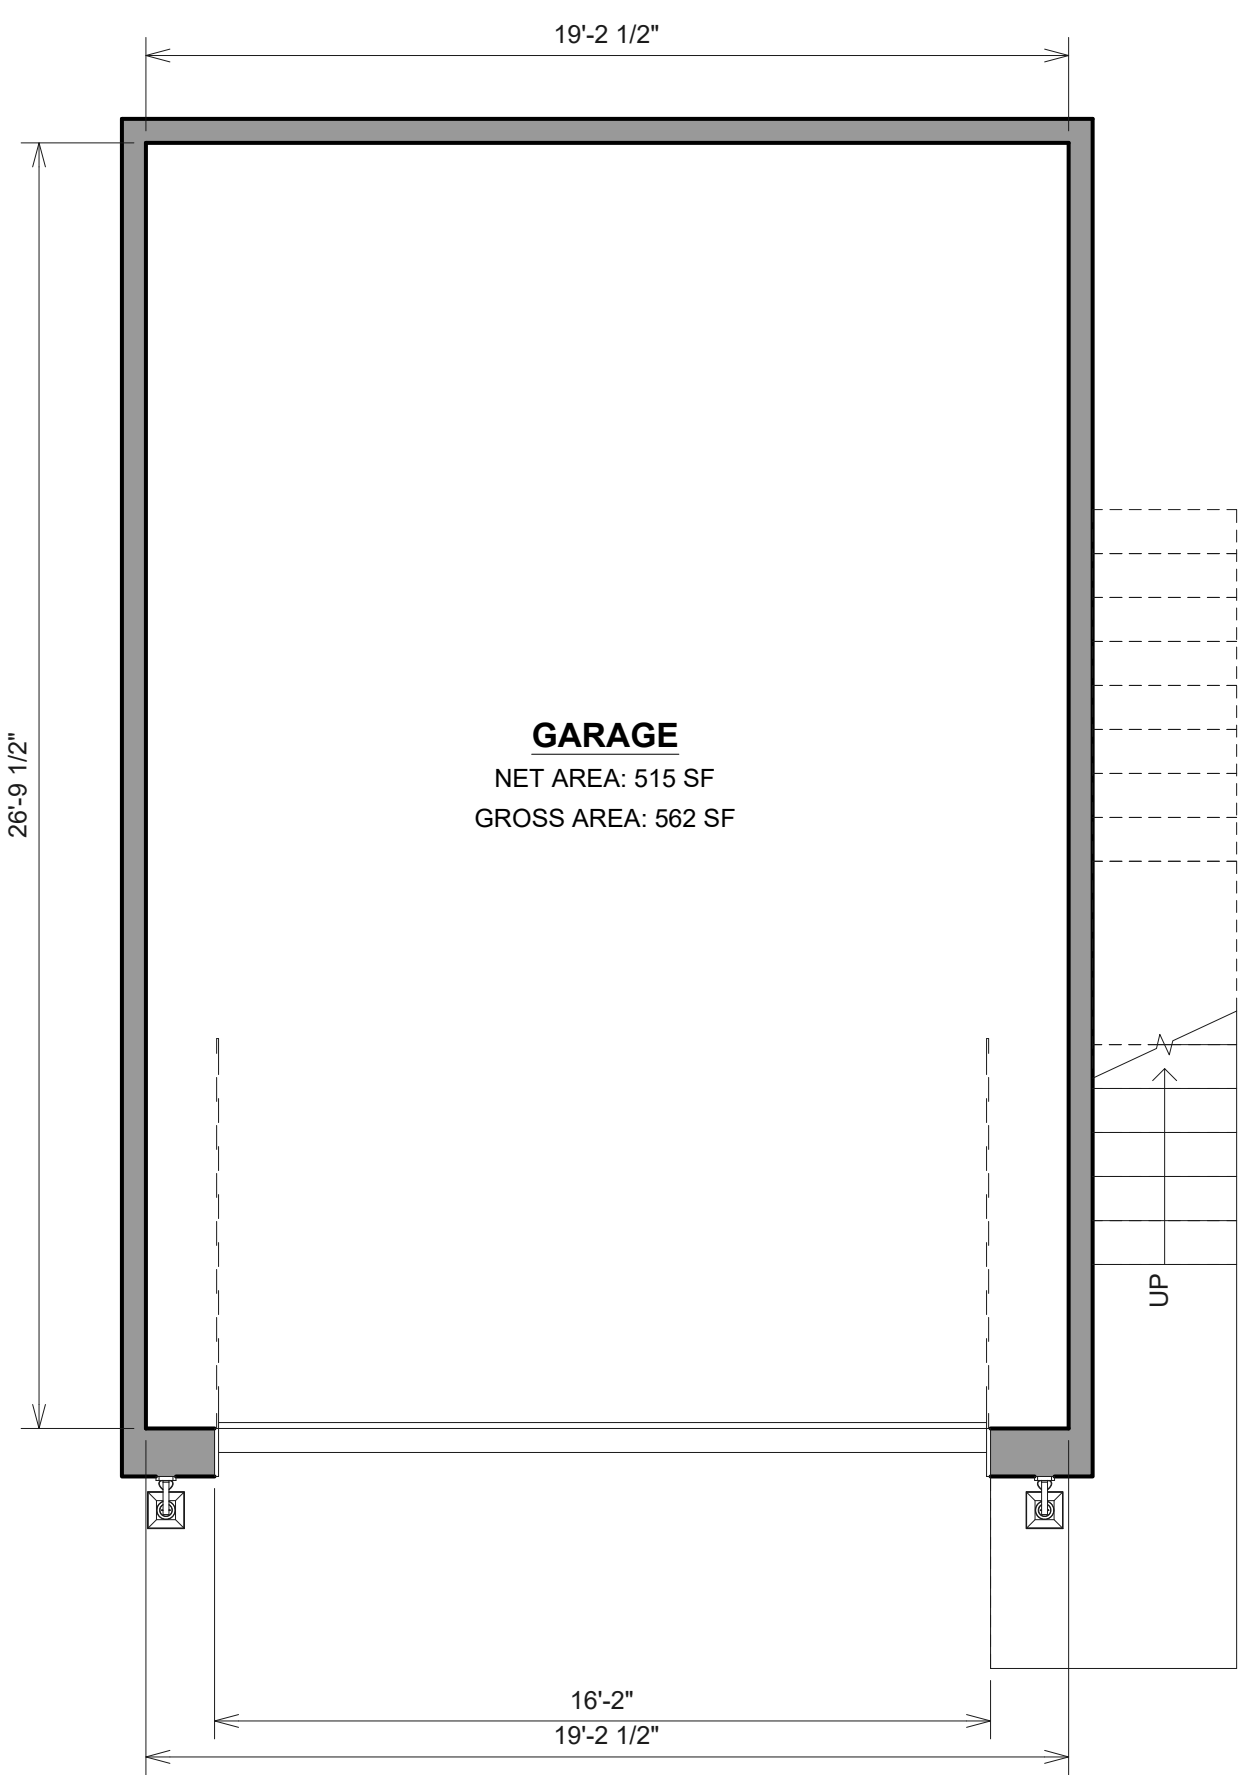 19'-2 1/2"
26'-9 1/2"
GARAGE
NET AREA: 515 SF
GROSS AREA: 562 SF
UP
16'-2"
19'-2 1/2"